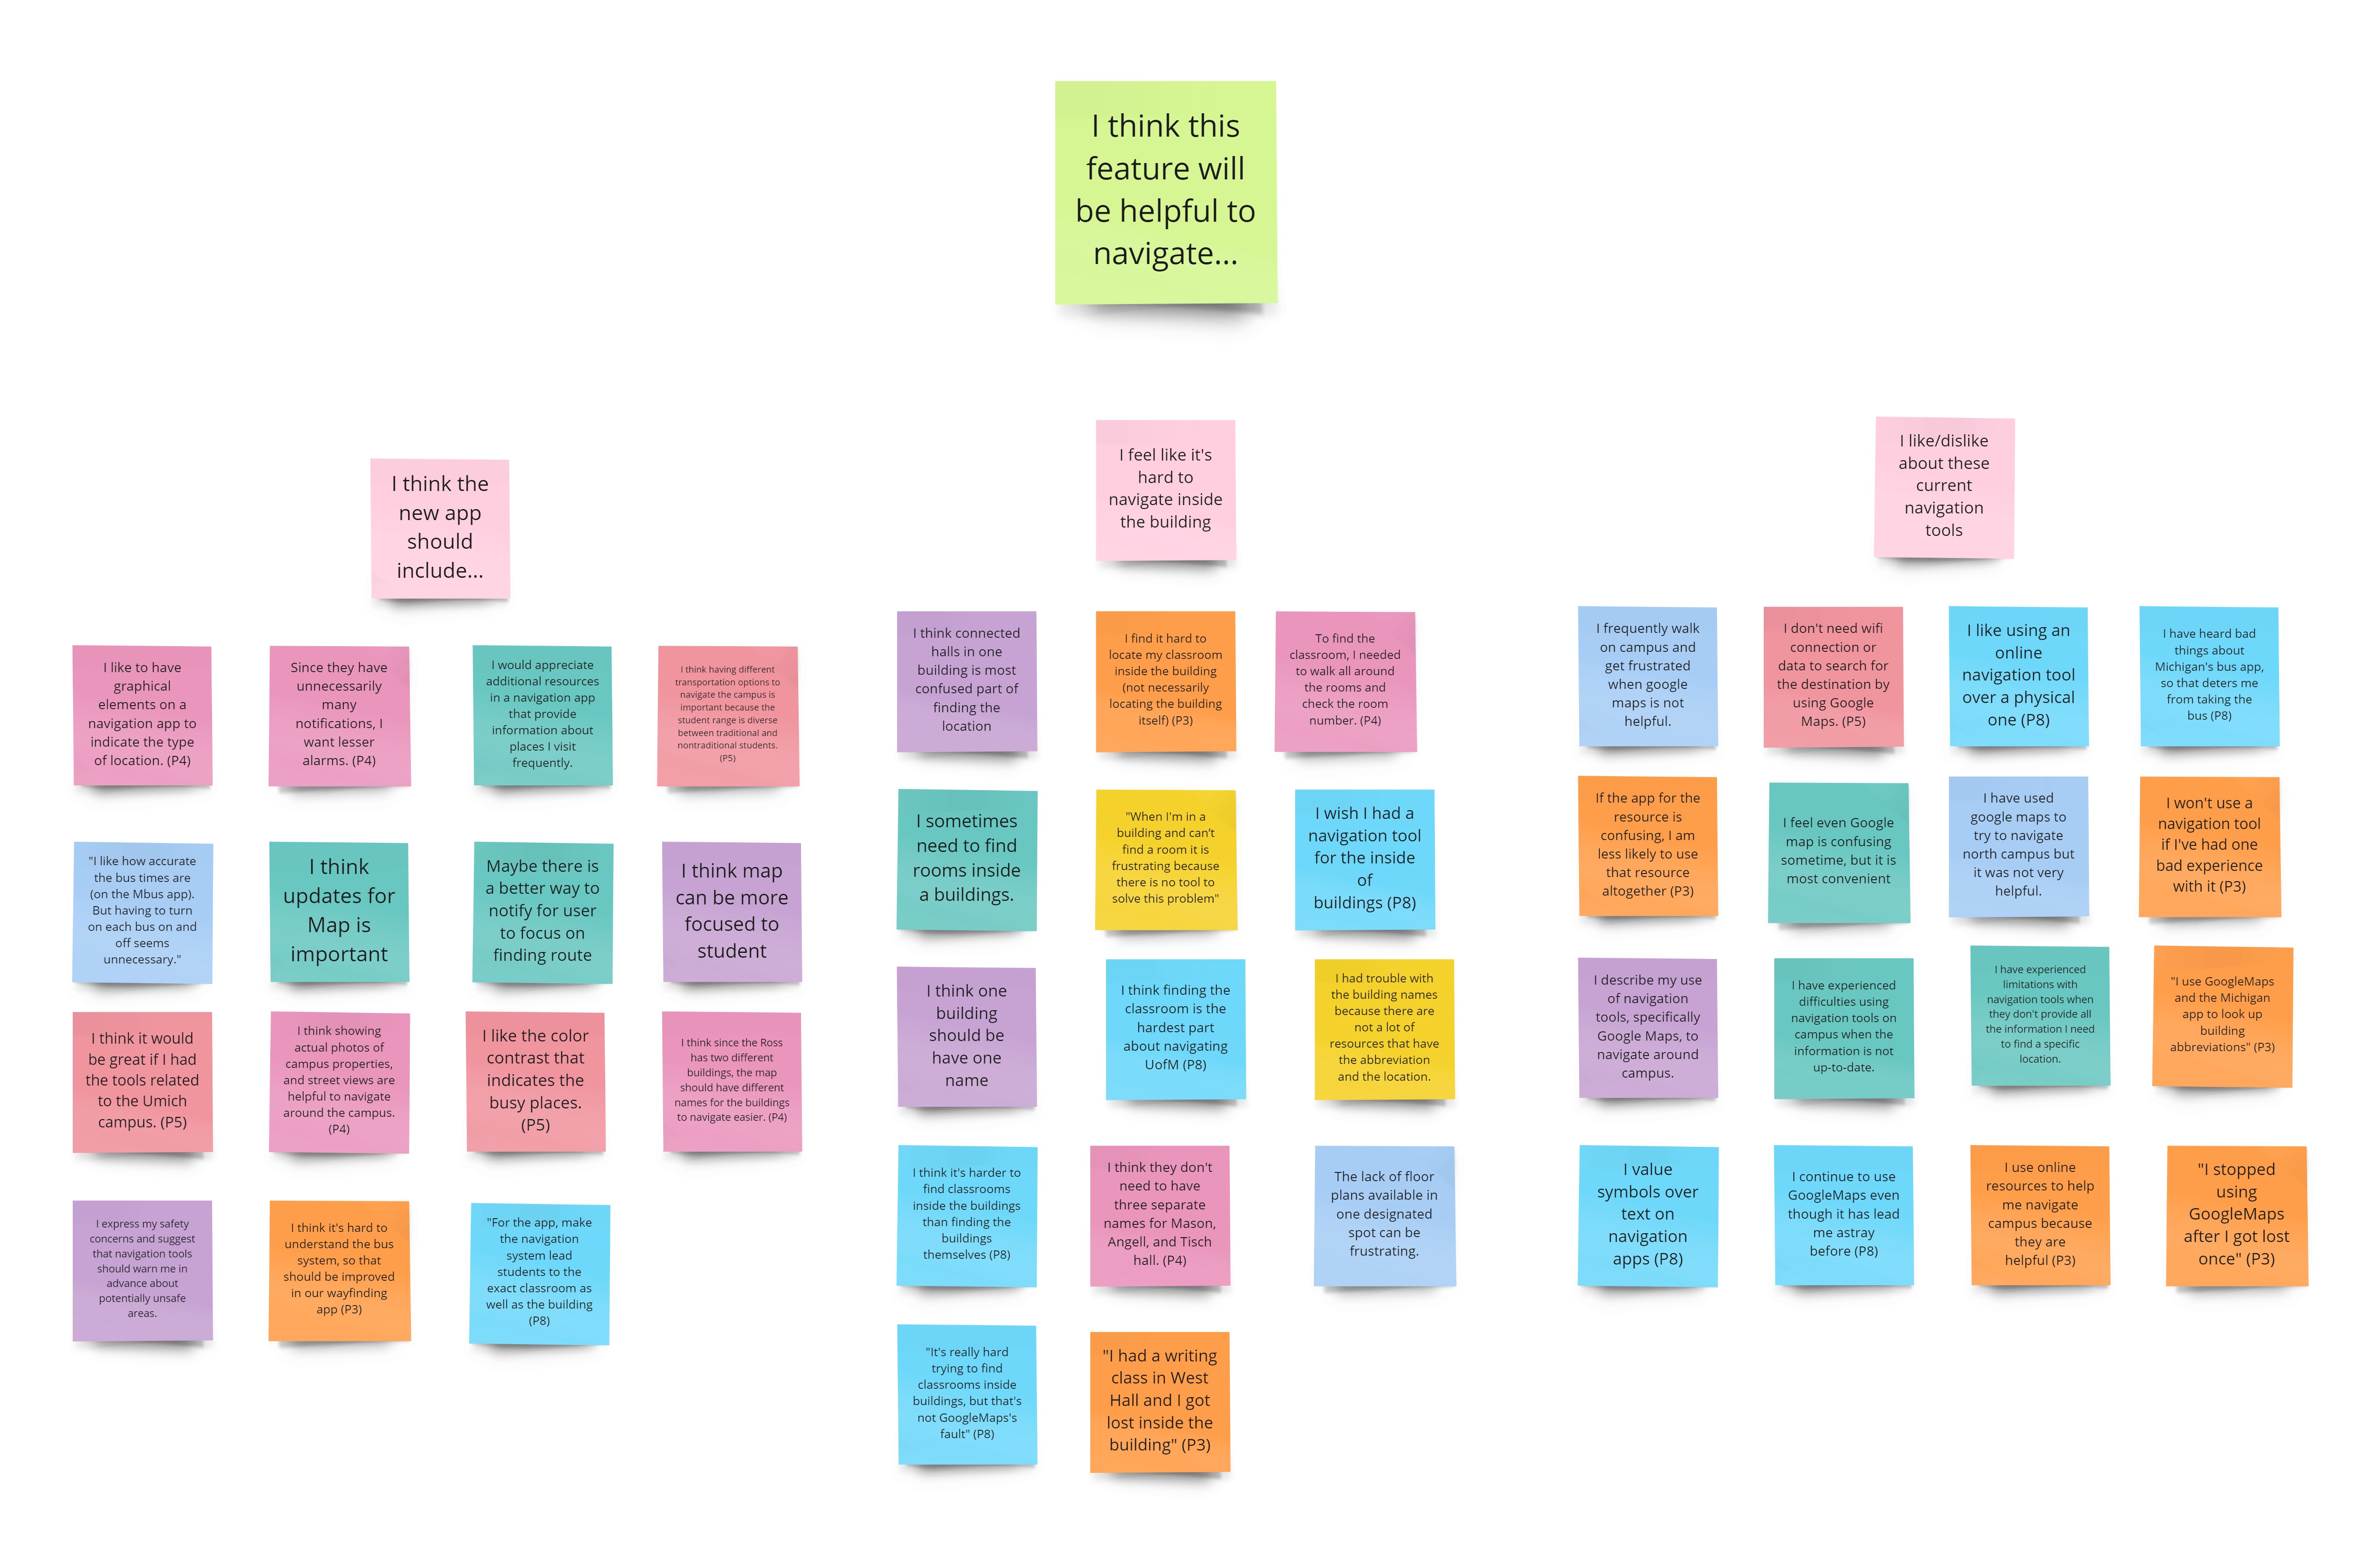 I think this
feature will
be helpful to
navigate...
I think the
new app
should
include...
I like to have
graphical
elements on a
navigation app to
indicate the type
of location. (P4)
Since they have
unnecessarily
many
notifications, I
want lesser
alarms. (P4)
I would appreciate
additional resources
in a navigation app
that provide
information about
places I visit
frequently.
I think having different
transportation options to
navigate the campus is
important because the
student range is diverse
between traditional and
nontraditional students.
(P5)
"I like how accurate
the bus times are
(on the Mbus app).
But having to turn
on each bus on and
off seems
unnecessary."
I think
updates for
Map is
important
Maybe there is
a better way to
notify for user
to focus on
finding route
I think map
can be more
focused to
student
I think it would
be great if I had
the tools related
to the Umich
campus. (P5)
I think showing
actual photos of
campus properties,
and street views are
helpful to navigate
around the campus.
(P4)
I like the color
contrast that
indicates the
busy places.
(P5)
I think since the Ross
has two different
buildings, the map
should have different
names for the buildings
to navigate easier. (P4)
I express my safety
concerns and suggest
that navigation tools
should warn me in
advance about
potentially unsafe
areas.
I think it's hard to
understand the bus
system, so that
should be improved
in our wayfinding
app (P3)
"For the app, make
the navigation
system lead
students to the
exact classroom as
well as the building
(P8)
I feel like it's
hard to
navigate inside
the building
I think connected
halls in one
building is most
confused part of
finding the
location
I find it hard to
locate my classroom
inside the building
(not necessarily
locating the building
itself) (P3)
To find the
classroom, I needed
to walk all around
the rooms and
check the room
number. (P4)
I sometimes
need to find
rooms inside
a buildings.
"When I'm in a
building and can't
find a room it is
frustrating because
there is no tool to
solve this problem"
I wish I had a
navigation tool
for the inside
of
buildings (P8)
I think one
building
should be
have one
name
I think finding the
classroom is the
hardest part
about navigating
UofM (P8)
I had trouble with
the building names
because there are
not a lot of
resources that have
the abbreviation
and the location.
I think it's harder to
find classrooms
inside the buildings
than finding the
buildings
themselves (P8)
I think they don't
need to have
three separate
names for Mason,
Angell, and Tisch
hall. (P4)
The lack of floor
plans available in
one designated
spot can be
frustrating.
"It's really hard
trying to find
classrooms inside
buildings, but that's
not GoogleMaps's
fault" (P8)
"I had a writing
class in West
Hall and I got
lost inside the
building" (P3)
I like/dislike
about these
current
navigation
tools
I frequently walk
on campus and
get frustrated
when google
maps is not
helpful.
I don't need wifi
connection or
data to search for
the destination by
using Google
Maps. (P5)
I like using an
online
navigation tool
over a physical
one (P8)
I have heard bad
things about
Michigan's bus app,
so that deters me
from taking the
bus (P8)
If the app for the
resource is
confusing, I am
less likely to use
that resource
altogether (P3)
I feel even Google
map is confusing
sometime, but it is
most convenient
I have used
google maps to
try to navigate
north campus but
it was not very
helpful.
I won't use a
navigation tool
if I've had one
bad experience
with it (P3)
I describe my use
of navigation
tools, specifically
Google Maps, to
navigate around
campus.
I have experienced
difficulties using
navigation tools on
campus when the
information is not
up-to-date.
I have experienced
limitations with
navigation tools when
they don't provide all
the information I need
to find a specific
location.
"I use GoogleMaps
and the Michigan
app to look up
building
abbreviations" (P3)
I value
symbols over
text on
navigation
apps (P8)
I continue to use
GoogleMaps even
though it has lead
me astray
before (P8)
I use online
resources to help
me navigate
campus because
they are
helpful (P3)
"I stopped
using
GoogleMaps
after I got lost
once" (P3)